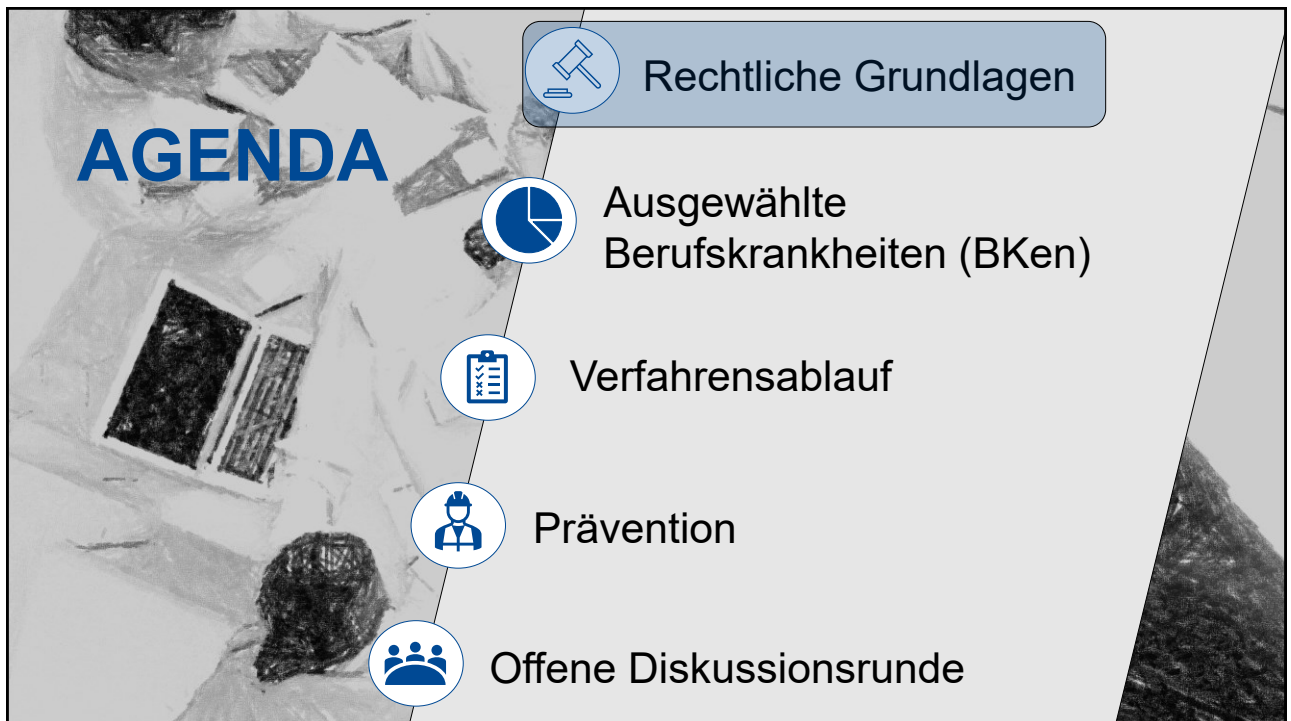 AGENDA
Rechtliche Grundlagen
Ausgewählte
Berufskrankheiten (BKen)
Verfahrensablauf
Prävention
Offene Diskussionsrunde